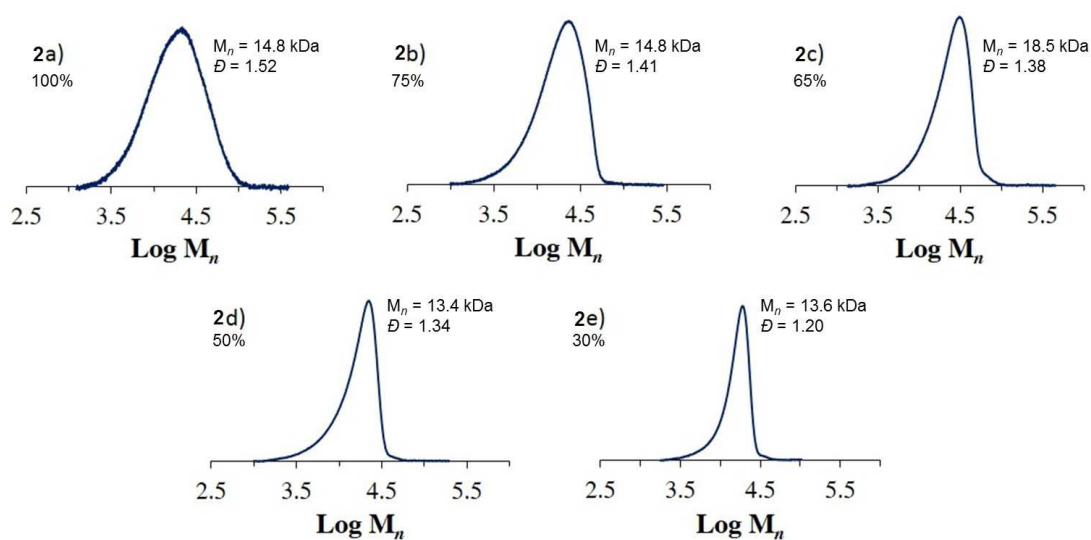 2a)
100%
Mn = 14.8 kDa
Đ = 1.52
2.5 3.5 4.5 5.5
Log Mn
2b)
75%
Mn = 14.8 kDa
Đ = 1.41
2.5 3.5 4.5 5.5
Log Mn
2c)
65%
Mn = 18.5 kDa
Đ = 1.38
2.5 3.5 4.5 5.5
Log Mn
2d)
50%
Mn = 13.4 kDa
Đ = 1.34
2.5 3.5 4.5 5.5
Log Mn
2e)
30%
Mn = 13.6 kDa
Đ = 1.20
2.5 3.5 4.5 5.5
Log Mn